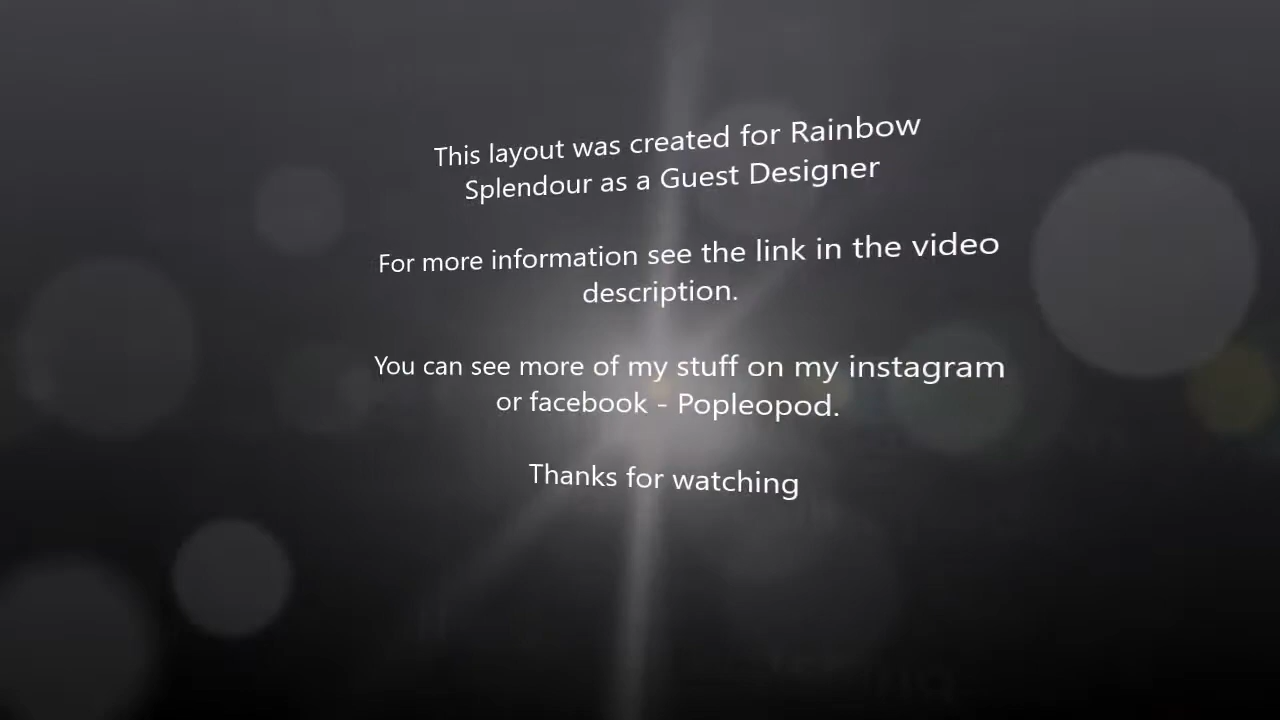 This layout was created for Rainbow
Splendour as a Guest Designer
For more information see the link in the video
description.
You can see more of my stuff on my instagram
or facebook - Popleopod.
Thanks for watching